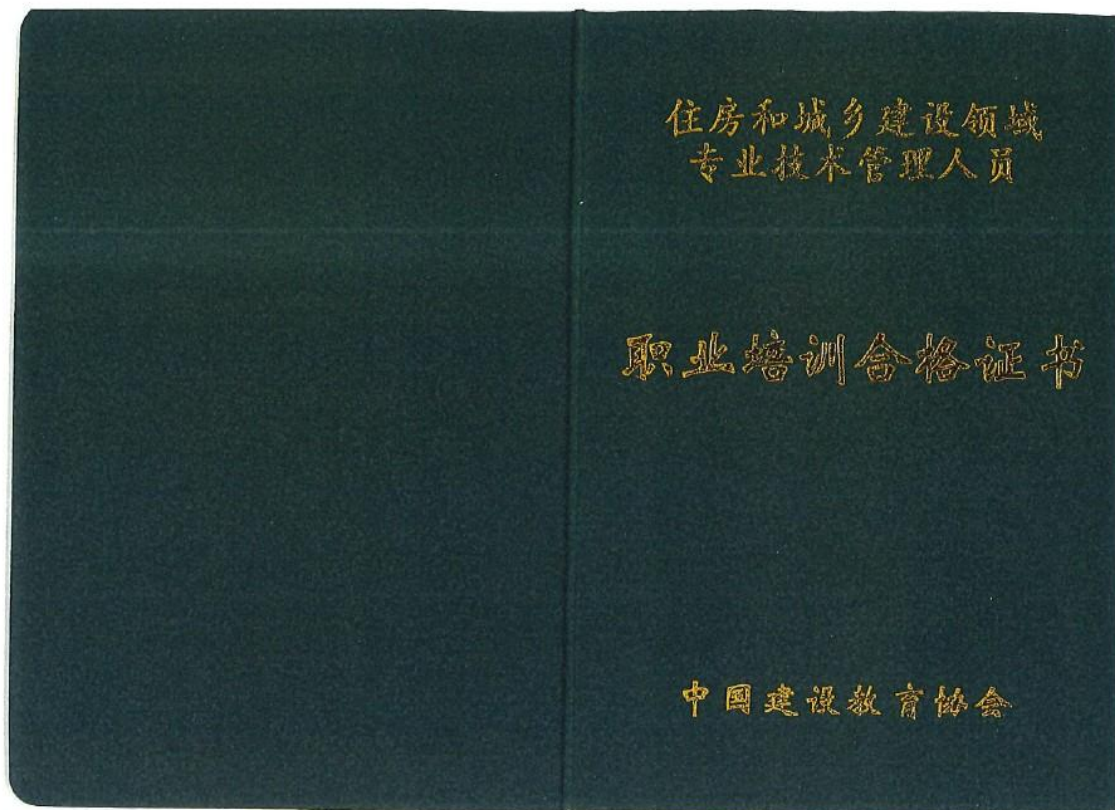 住房和城乡建设领域
专业技术管理人员
职业培训合格证书
中国建设教育协会